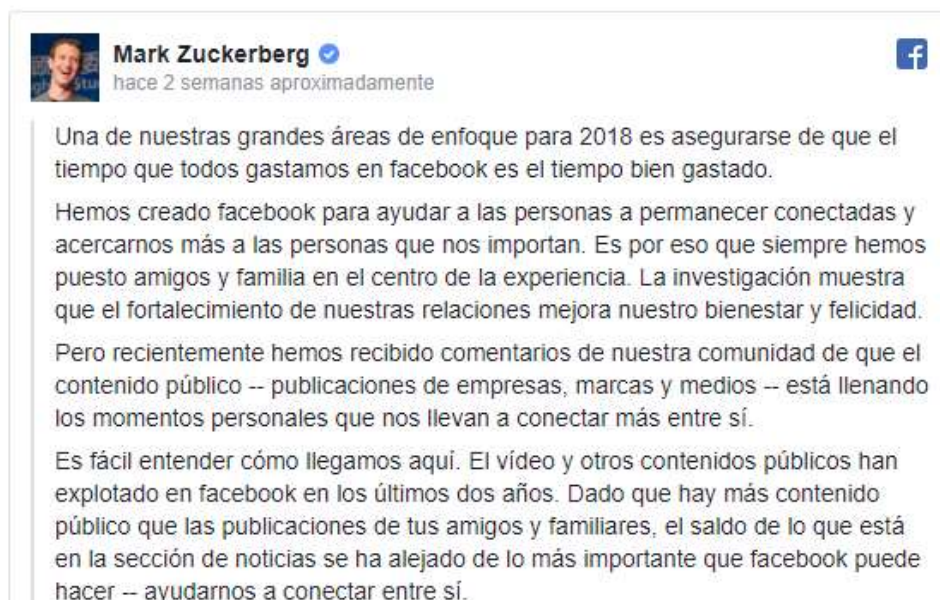 Mark Zuckerberg
hace 2 semanas aproximadamente
Una de nuestras grandes áreas de enfoque para 2018 es asegurarse de que el
tiempo que todos gastamos en facebook es el tiempo bien gastado.
Hemos creado facebook para ayudar a las personas a permanecer conectadas y
acercarnos más a las personas que nos importan. Es por eso que siempre hemos
puesto amigos y familia en el centro de la experiencia. La investigación muestra
que el fortalecimiento de nuestras relaciones mejora nuestro bienestar y felicidad.
Pero recientemente hemos recibido comentarios de nuestra comunidad de que el
contenido público -- publicaciones de empresas, marcas y medios -- está llenando
los momentos personales que nos llevan a conectar más entre sí.
Es fácil entender cómo llegamos aquí. El vídeo y otros contenidos públicos han
explotado en facebook en los últimos dos años. Dado que hay más contenido
público que las publicaciones de tus amigos y familiares, el saldo de lo que está
en la sección de noticias se ha alejado de lo más importante que facebook puede
hacer -- ayudarnos a conectar entre sí.